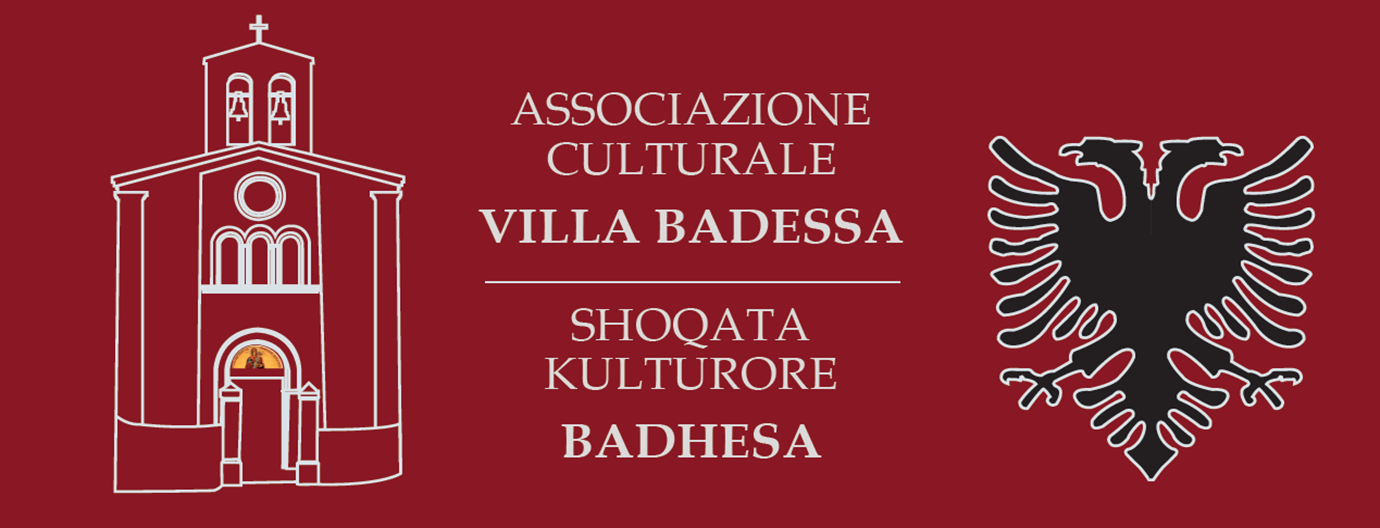 ASSOCIAZIONE
CULTURALE
VILLA BADESSA
SHOQATA
KULTURORE
BADHESA